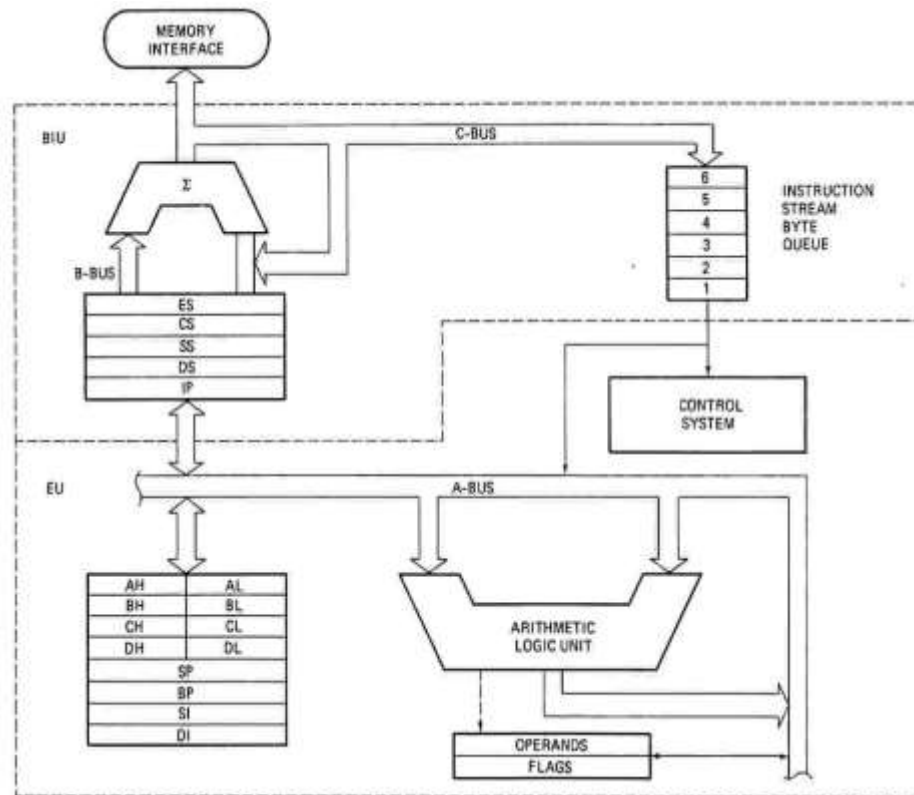 MEMORY
INTERFACE
BIU
C-BUS
Σ
6
5
4
3
2
1
INSTRUCTION
STREAM
BYTE
QUEUE
B-BUS
ES
CS
SS
DS
IP
CONTROL
SYSTEM
EU
A-BUS
AH AL
BH BL
CH CL
DH DL
SP
BP
SI
DI
ARITHMETIC
LOGIC UNIT
OPERANDS
FLAGS